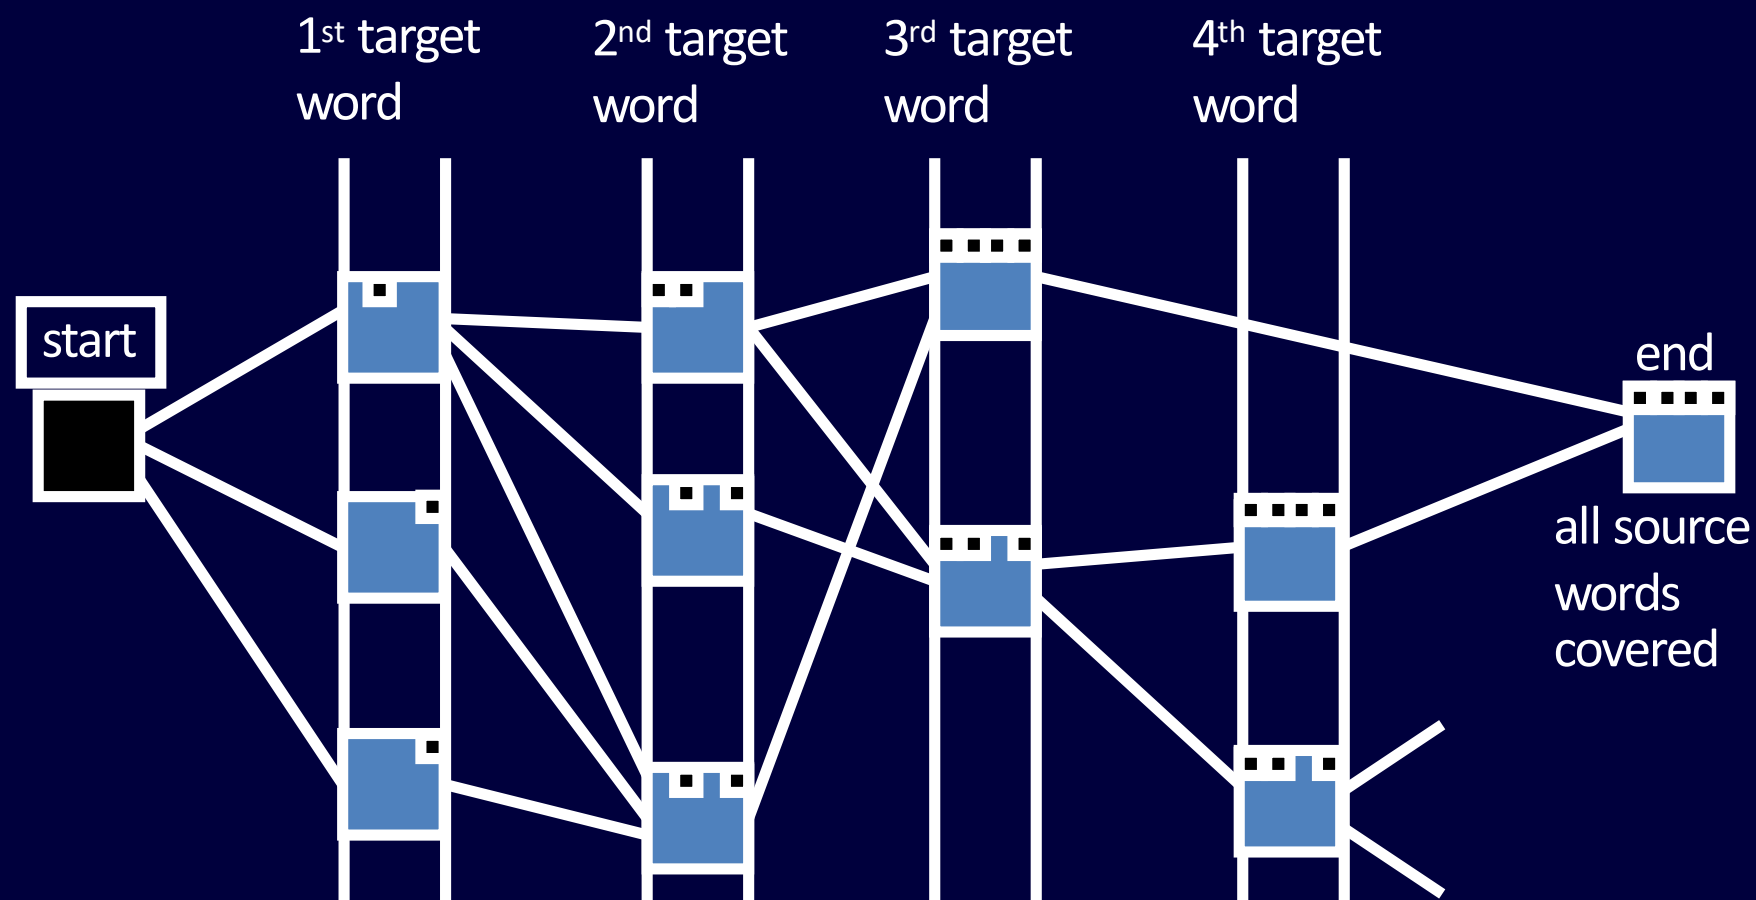 1st target
word
2nd target
word
3rd target
word
4th target
word
start
end
all source
words
covered